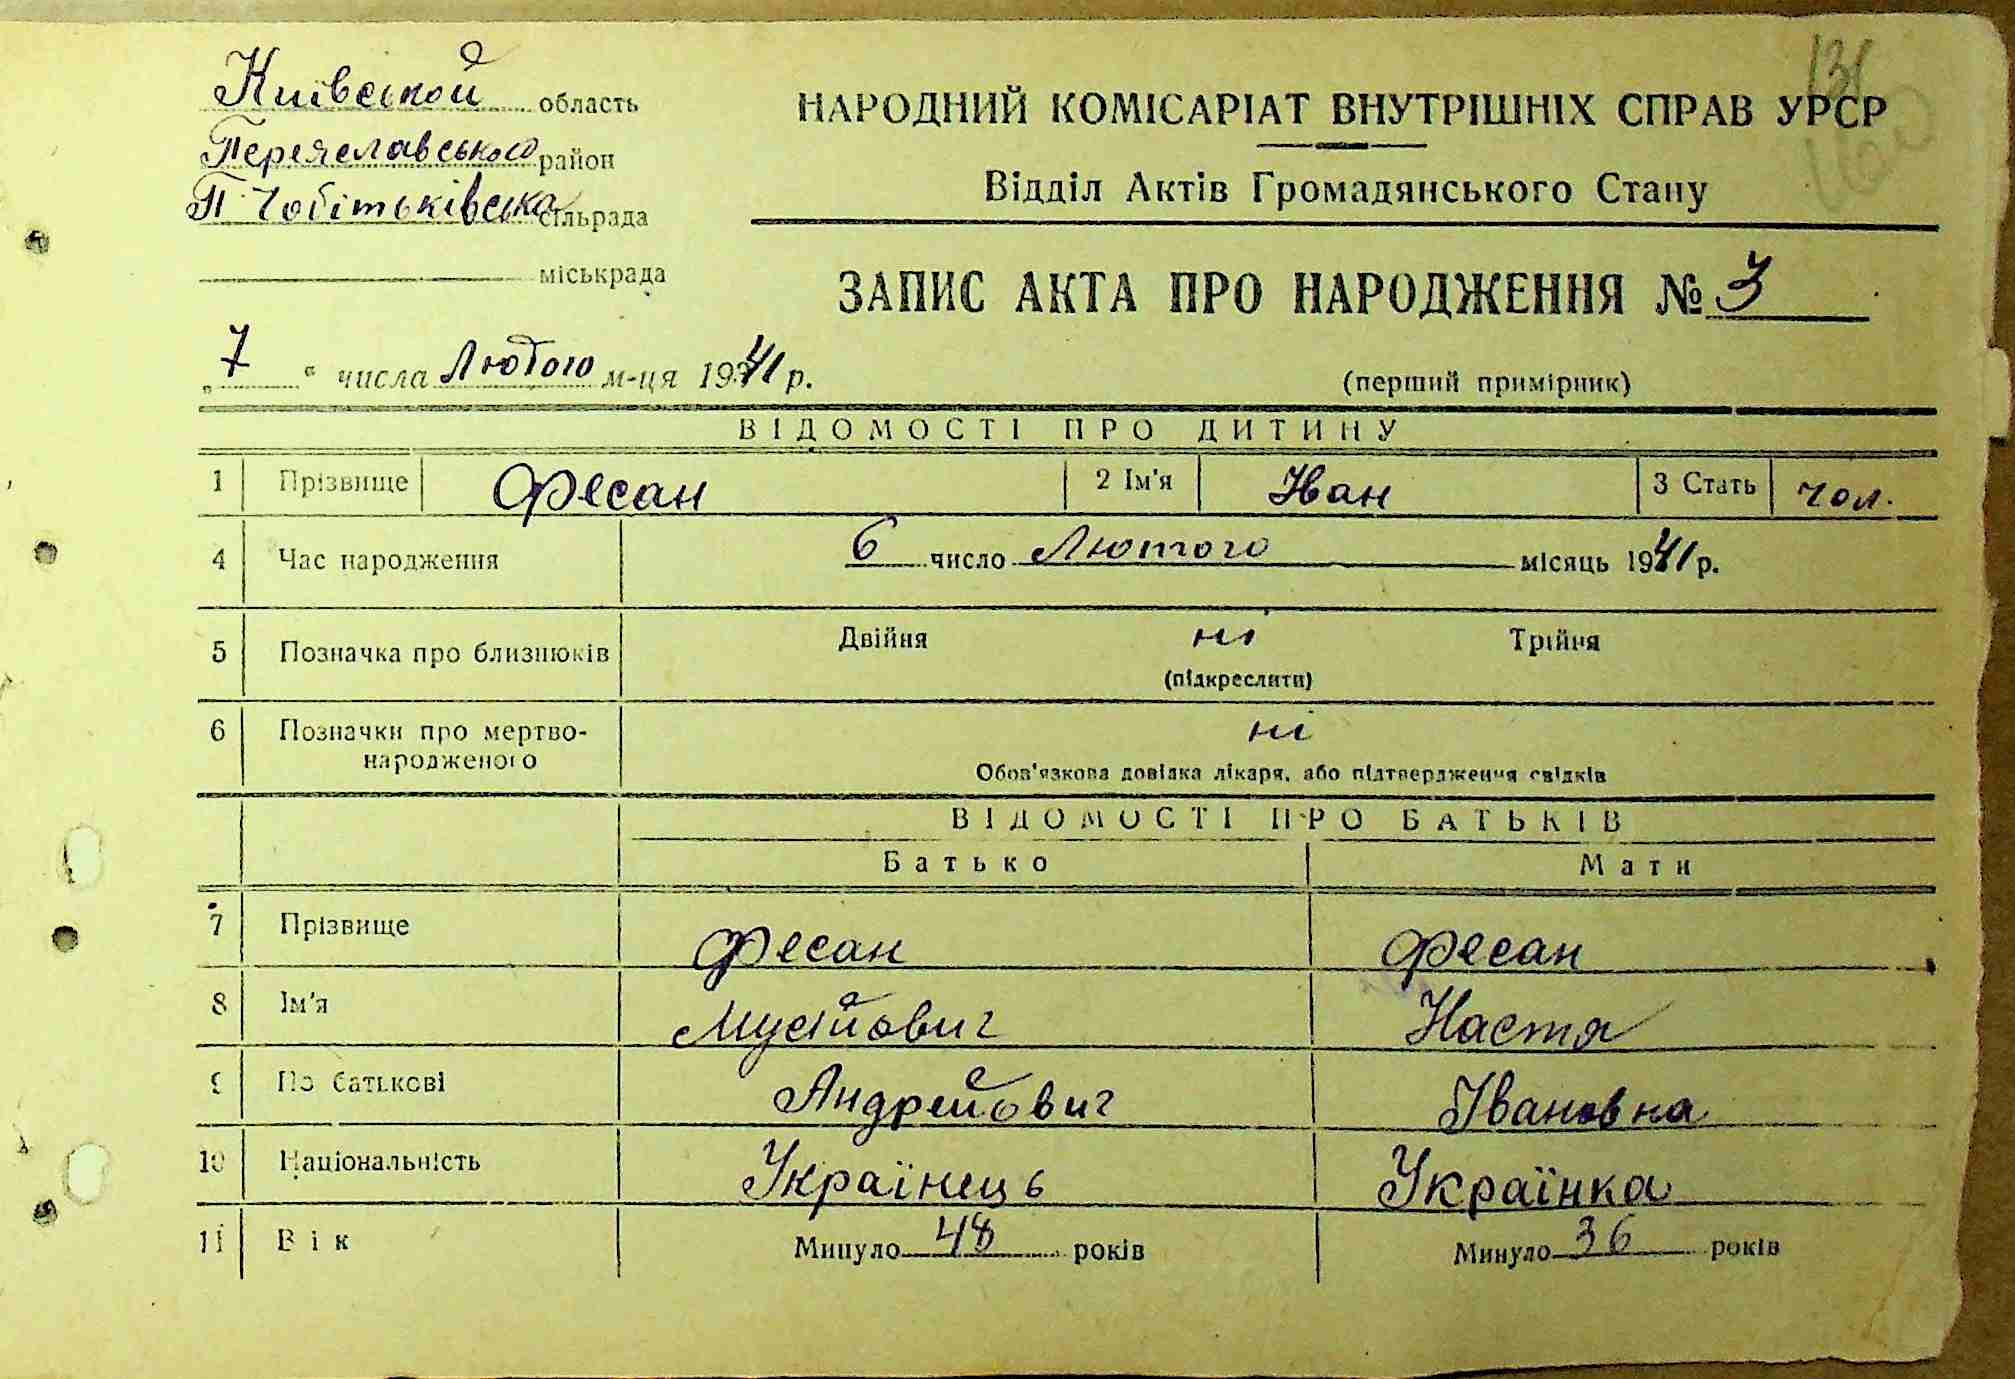 Київской область
Переяславського район
П Чобітьківська сільрада
міськрада
131
НАРОДНИЙ КОМІСАРІАТ ВНУТРІШНІХ СПРАВ УРСР
Відділ Актів Громадянського Стану
ЗАПИС АКТА ПРО НАРОДЖЕННЯ № 3
„7“ числа Лютого м-ця 1941 р.
(перший примірник)
ВІДОМОСТІ ПРО ДИТИНУ
1 Прізвище Фесан 2 Ім'я Иван 3 Стать чол.
4 Час народження 6 число Лютого місяць 1941 р.
5 Позначка про близнюків Двійня ні Трійня
(підкреслити)
6 Позначки про мертво-
народженого ні
Обов'язкова довідка лікаря, або підтвердження свідків
ВІДОМОСТІ ПРО БАТЬКІВ
Батько Мати
7 Прізвище Фесан Фесан
8 Ім'я Настя
9 По батькові Андрейович Івановна
10 Національність Українець Українка
11 Вік Минуло 48 років Минуло 36 років